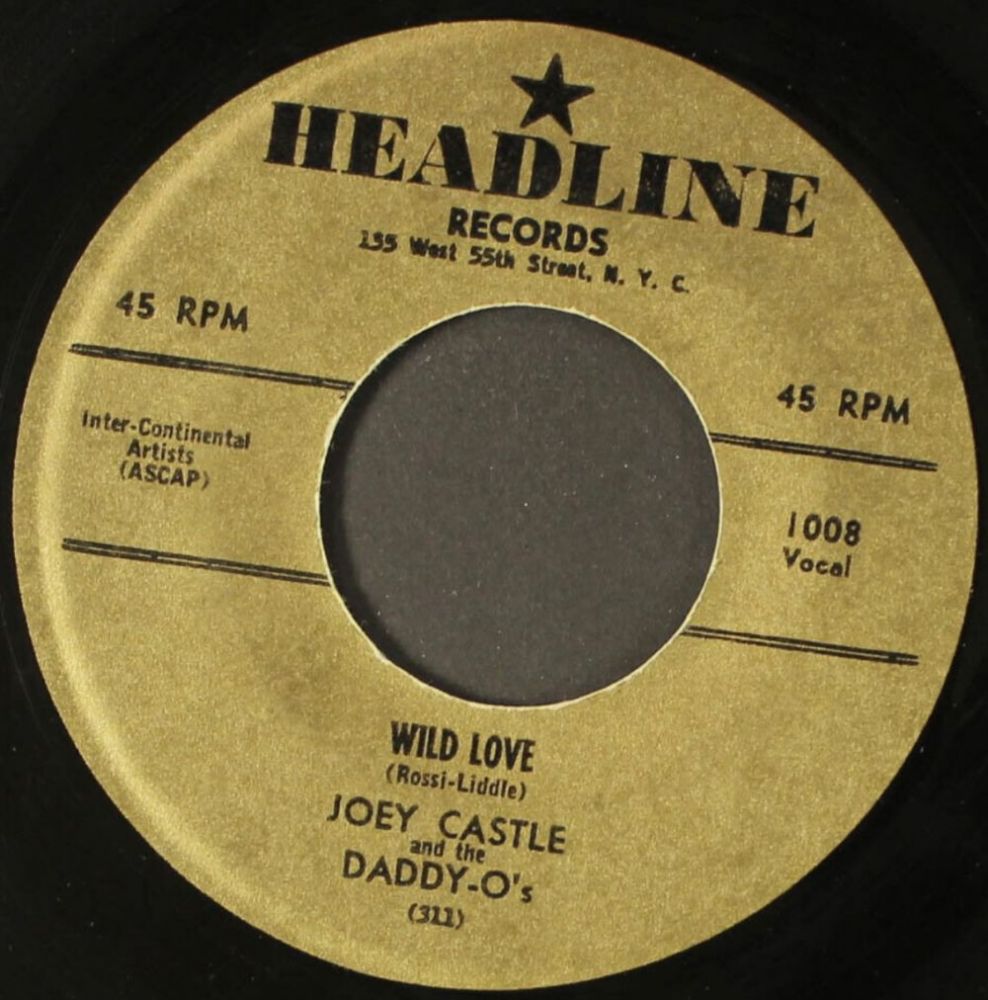 HEADLINE
RECORDS
135 West 55th Street, N. Y. C.
45 RPM
45 RPM
Inter-Continental
Artists
(ASCAP)
1008
Vocal
WILD LOVE
(Rossi-Liddle)
JOEY CASTLE
and the
DADDY-O's
(311)